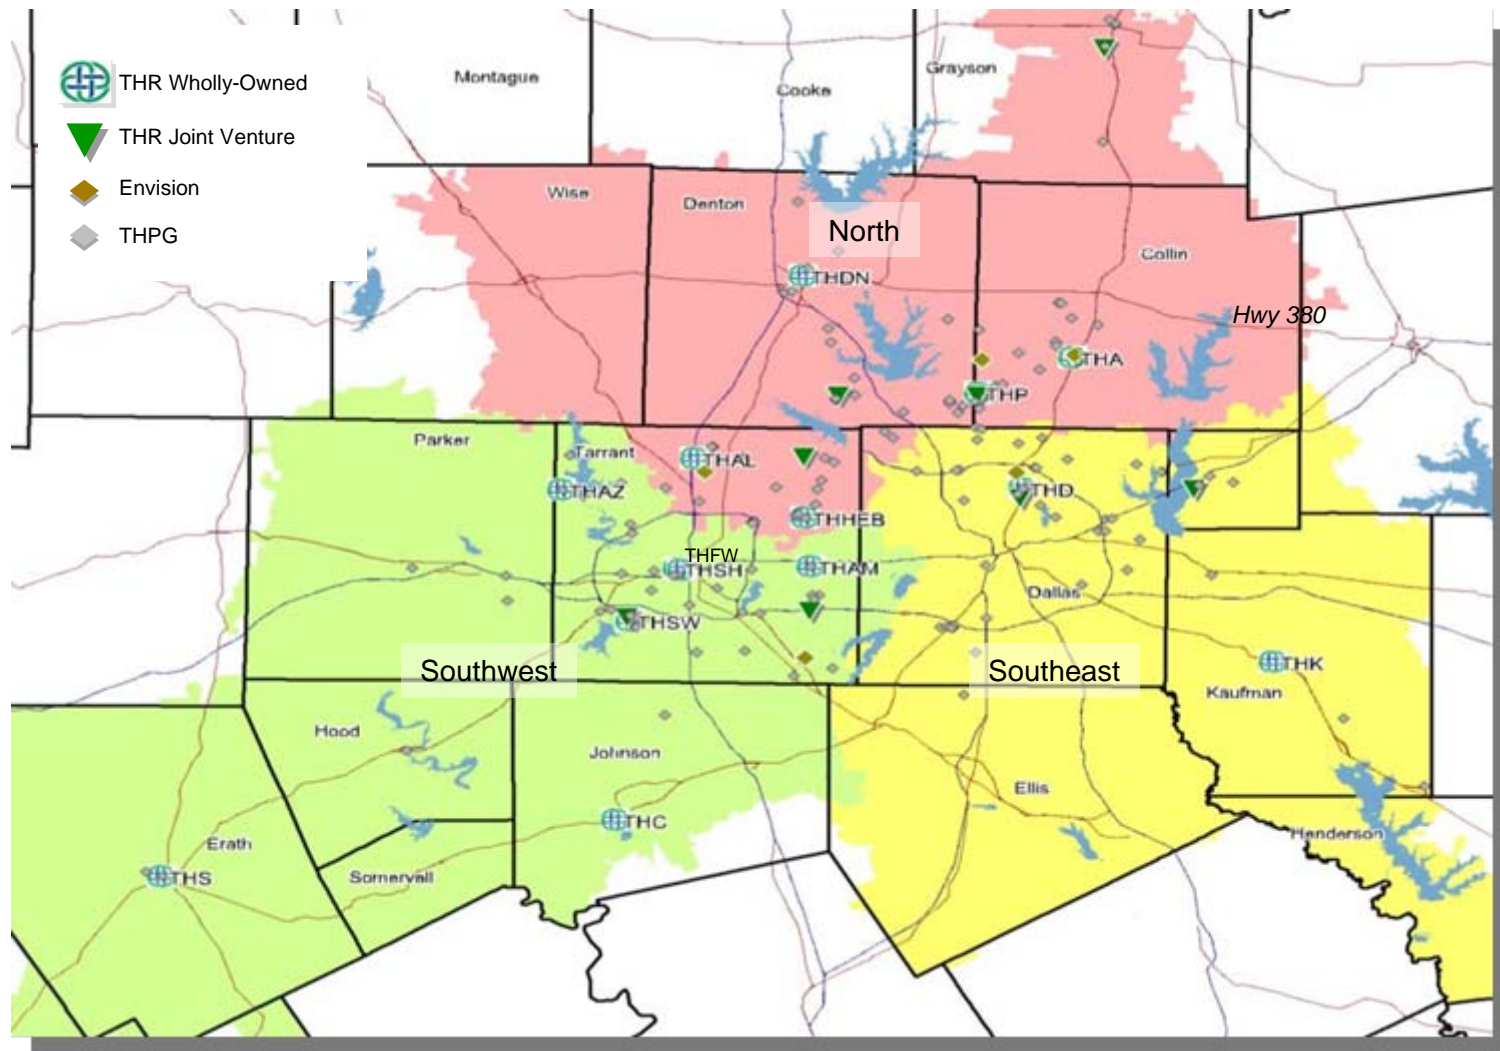 THR Wholly-Owned
THR Joint Venture
Envision
THPG
Montague
Cooke
Grayson
Wise
Denton
North
Collin
THDN
Hwy 380
THA
THP
Parker
Tarrant
THAL
THAZ
THD
THHEB
THFW
THSH
THAM
Dallas
THSW
Southwest
Southeast
THK
Kaufman
Hood
Johnson
Ellis
THC
Henderson
Erath
THS
Somervell